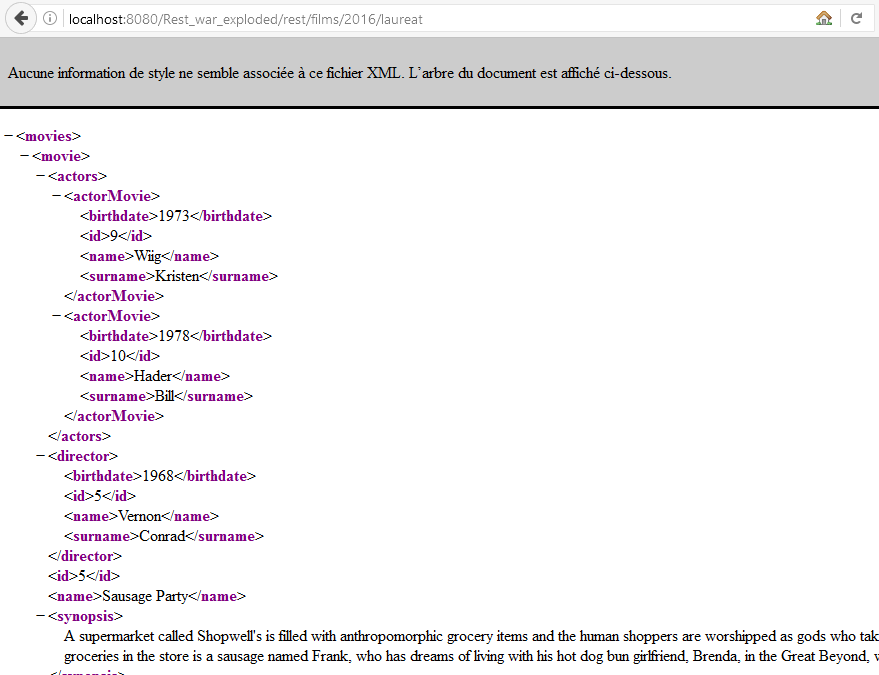 localhost:8080/Rest_war_exploded/rest/films/2016/laureat
Aucune information de style ne semble associée à ce fichier XML. L'arbre du document est affiché ci-dessous.
−<movies>
−<movie>
−<actors>
−<actorMovie>
<birthdate>1973</birthdate>
<id>9</id>
<name>Wiig</name>
<surname>Kristen</surname>
</actorMovie>
−<actorMovie>
<birthdate>1978</birthdate>
<id>10</id>
<name>Hader</name>
<surname>Bill</surname>
</actorMovie>
</actors>
−<director>
<birthdate>1968</birthdate>
<id>5</id>
<name>Vernon</name>
<surname>Conrad</surname>
</director>
<id>5</id>
<name>Sausage Party</name>
−<synopsis>
A supermarket called Shopwell's is filled with anthropomorphic grocery items and the human shoppers are worshipped as gods who tak
groceries in the store is a sausage named Frank, who has dreams of living with his hot dog bun girlfriend, Brenda, in the Great Beyond,